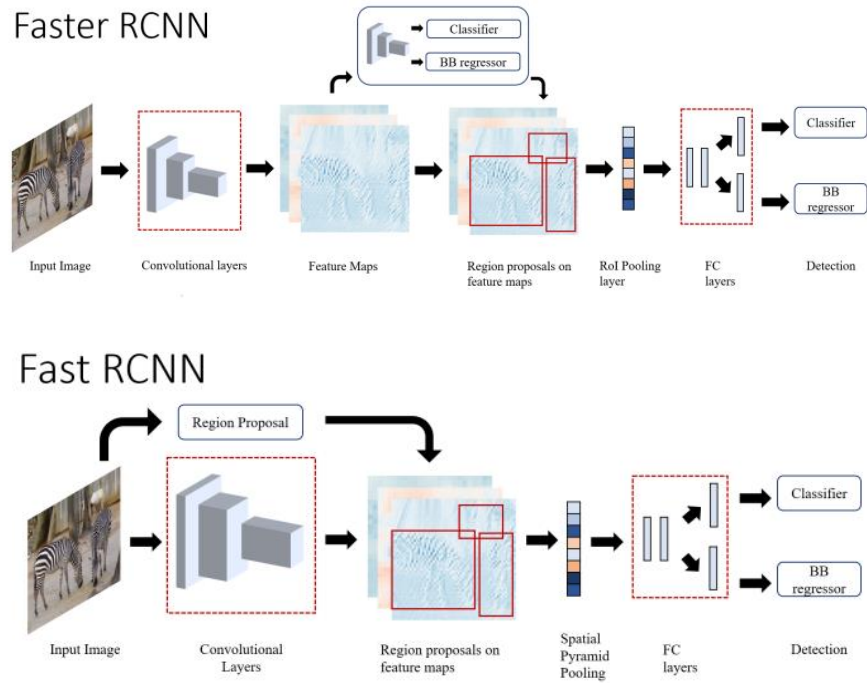 Faster RCNN
Classifier
BB regressor
Classifier
BB
regressor
Input Image
Convolutional layers
Feature Maps
Region proposals on
feature maps
RoI Pooling
layer
FC
layers
Detection
Fast RCNN
Region Proposal
Classifier
BB
regressor
Input Image
Convolutional
Layers
Region proposals on
feature maps
Spatial
Pyramid
Pooling
FC
layers
Detection